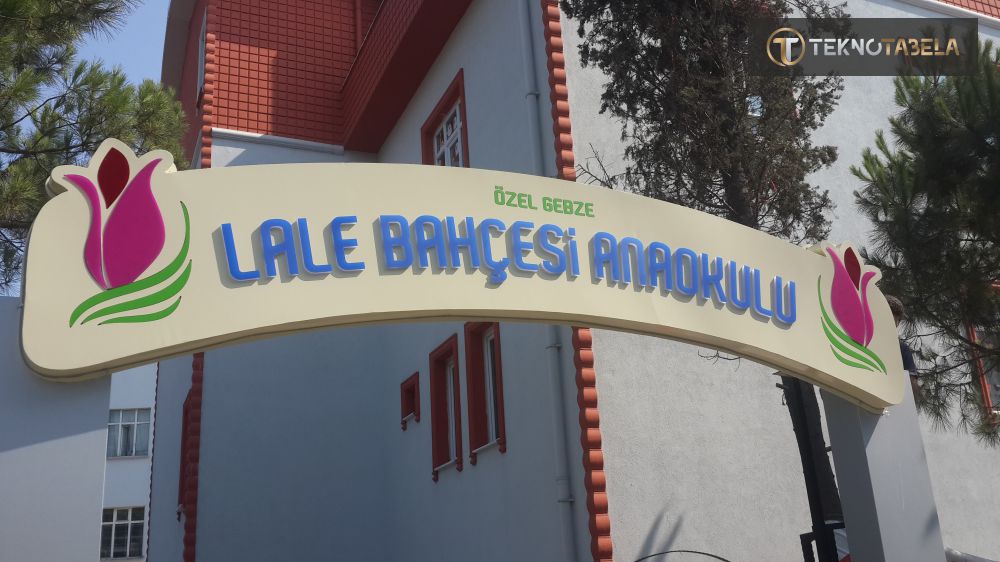 TEKNOTABELA
ÖZEL GEBZE
LALE BAHÇESİ ANAOKULU